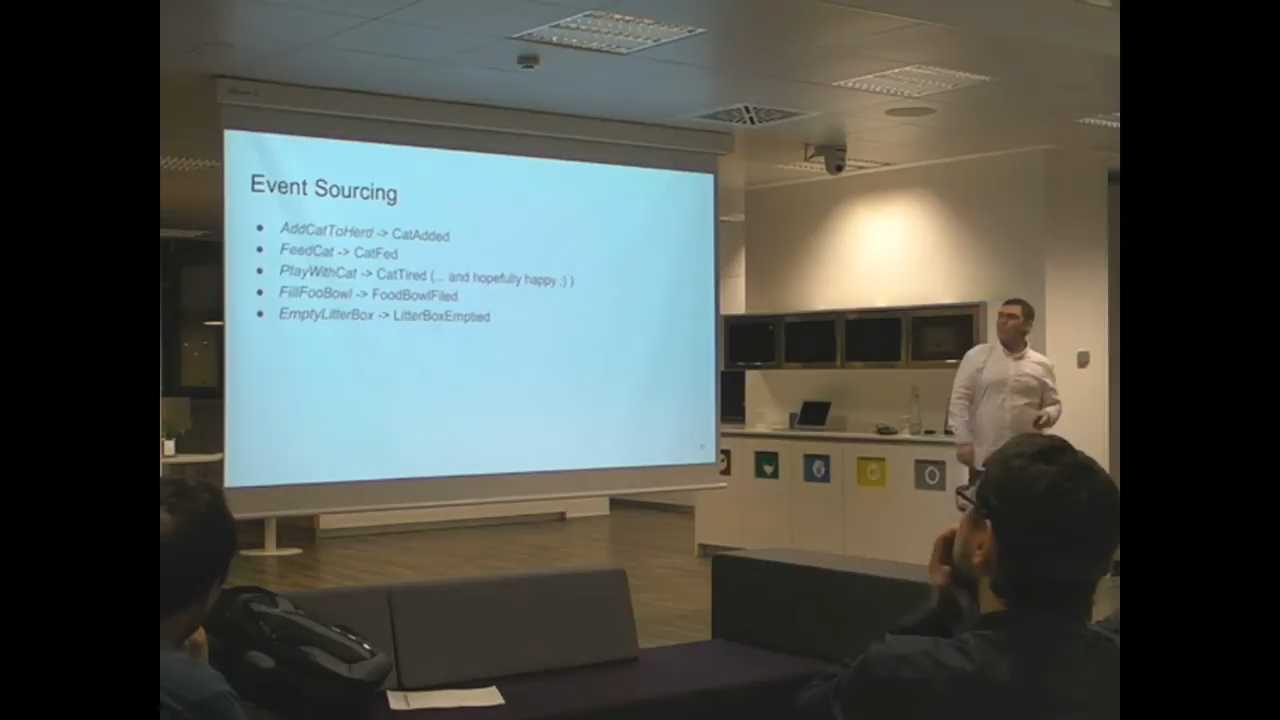 Event Sourcing
● AddCatToHerd -> CatAdded
● FeedCat -> CatFed
● PlayWithCat -> CatTired (... and hopefully happy :) )
● FillFooBowl -> FoodBowlFiled
● EmptyLitterBox -> LitterBoxEmptied